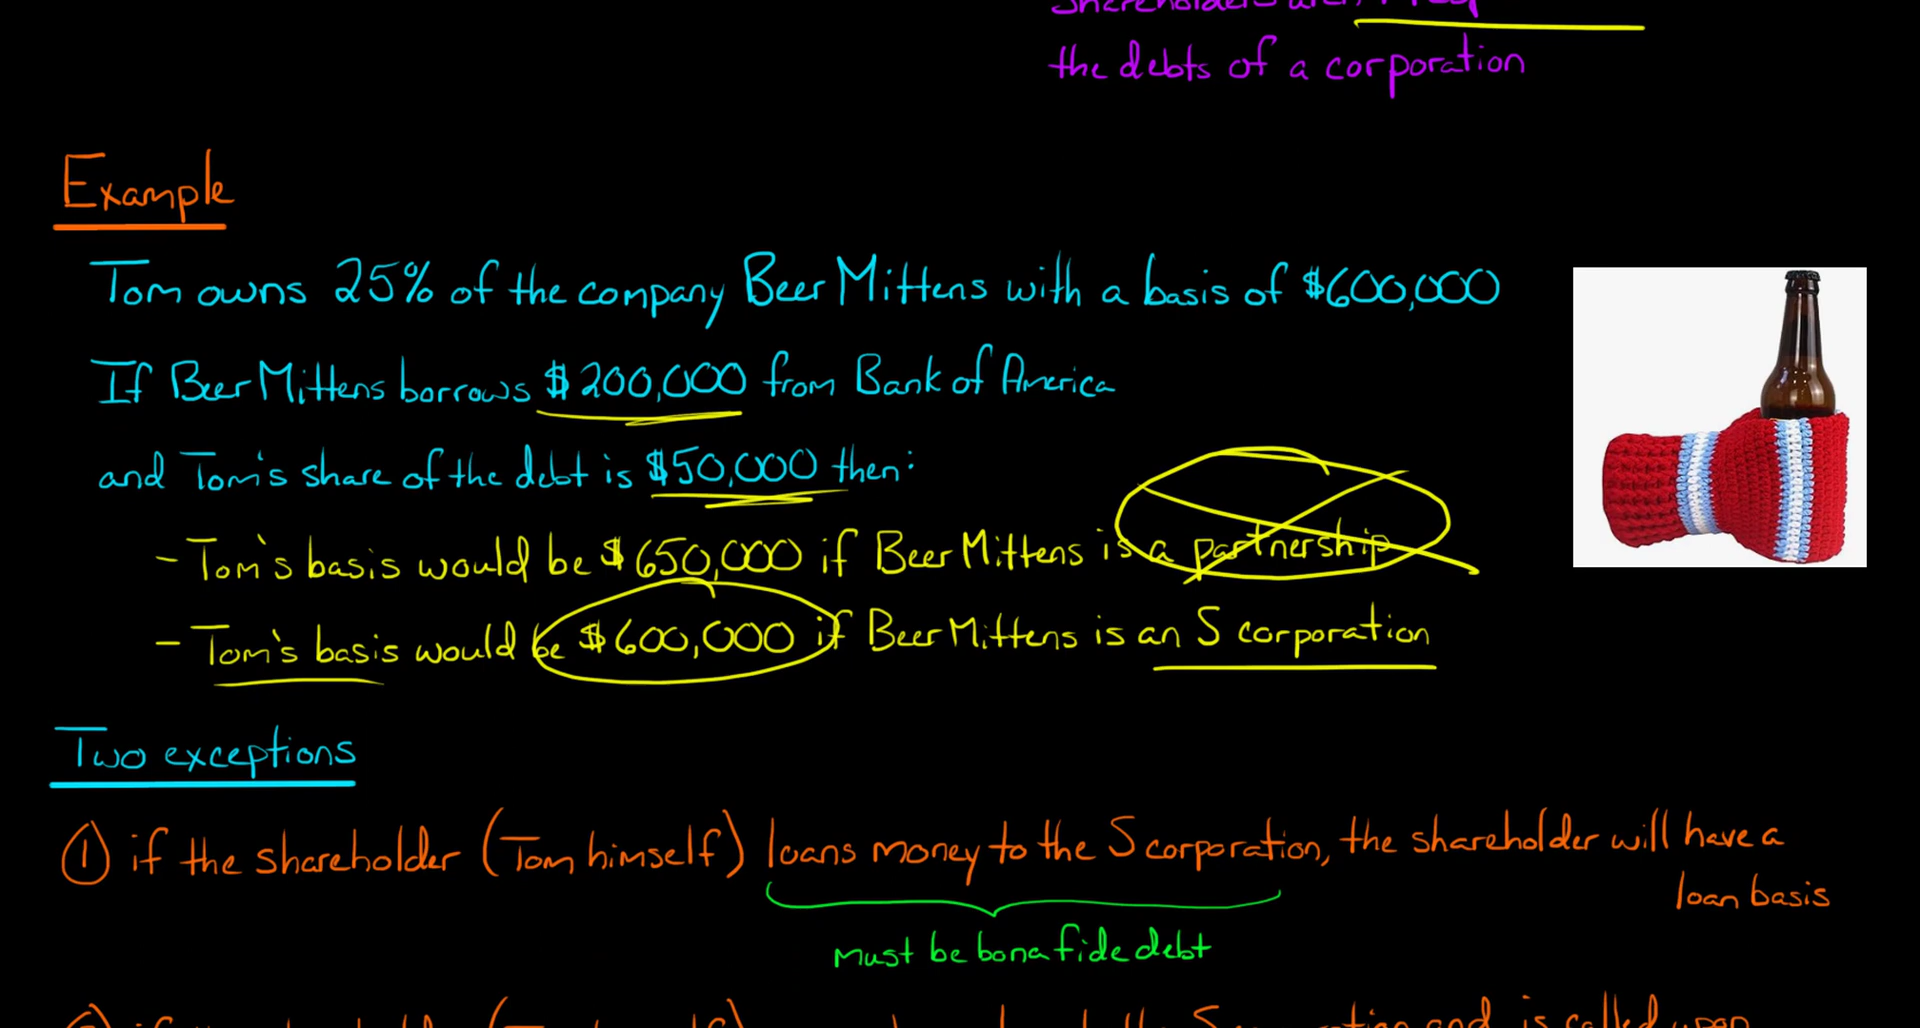 the debts of a corporation
Example
Tom owns 25% of the company Beer Mittens with a basis of $600,000
If Beer Mittens borrows $200,000 from Bank of America
and Tom's share of the debt is $50,000 then:
- Tom's basis would be $650,000 if Beer Mittens is a partnership
- Tom's basis would be $600,000 if Beer Mittens is an S corporation
Two exceptions
① if the shareholder (Tom himself) loans money to the S corporation, the shareholder will have a
loan basis
must be bonafide debt